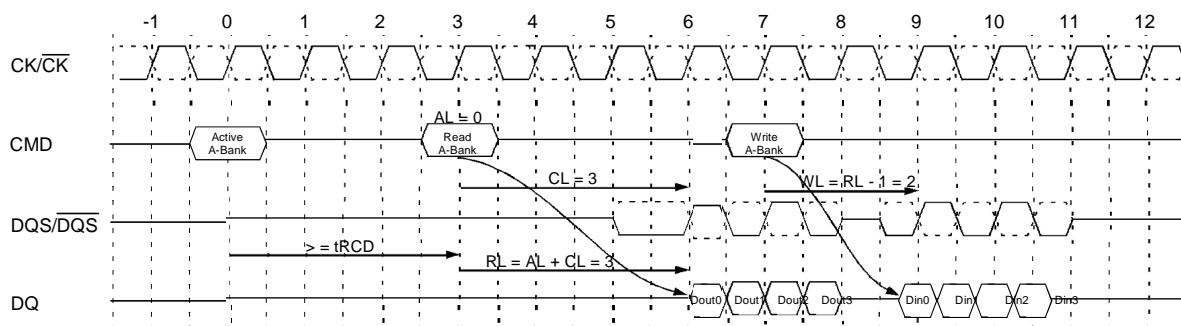 -1 0 1 2 3 4 5 6 7 8 9 10 11 12
CK/CK
AL = 0
CMD Active Read Write
A-Bank A-Bank A-Bank
CL = 3 WL = RL - 1 = 2
DQS/DQS
> = tRCD RL = AL + CL = 3
DQ Dout0 Dout1 Dout2 Dout3 Din0 Din1 Din2 Din3